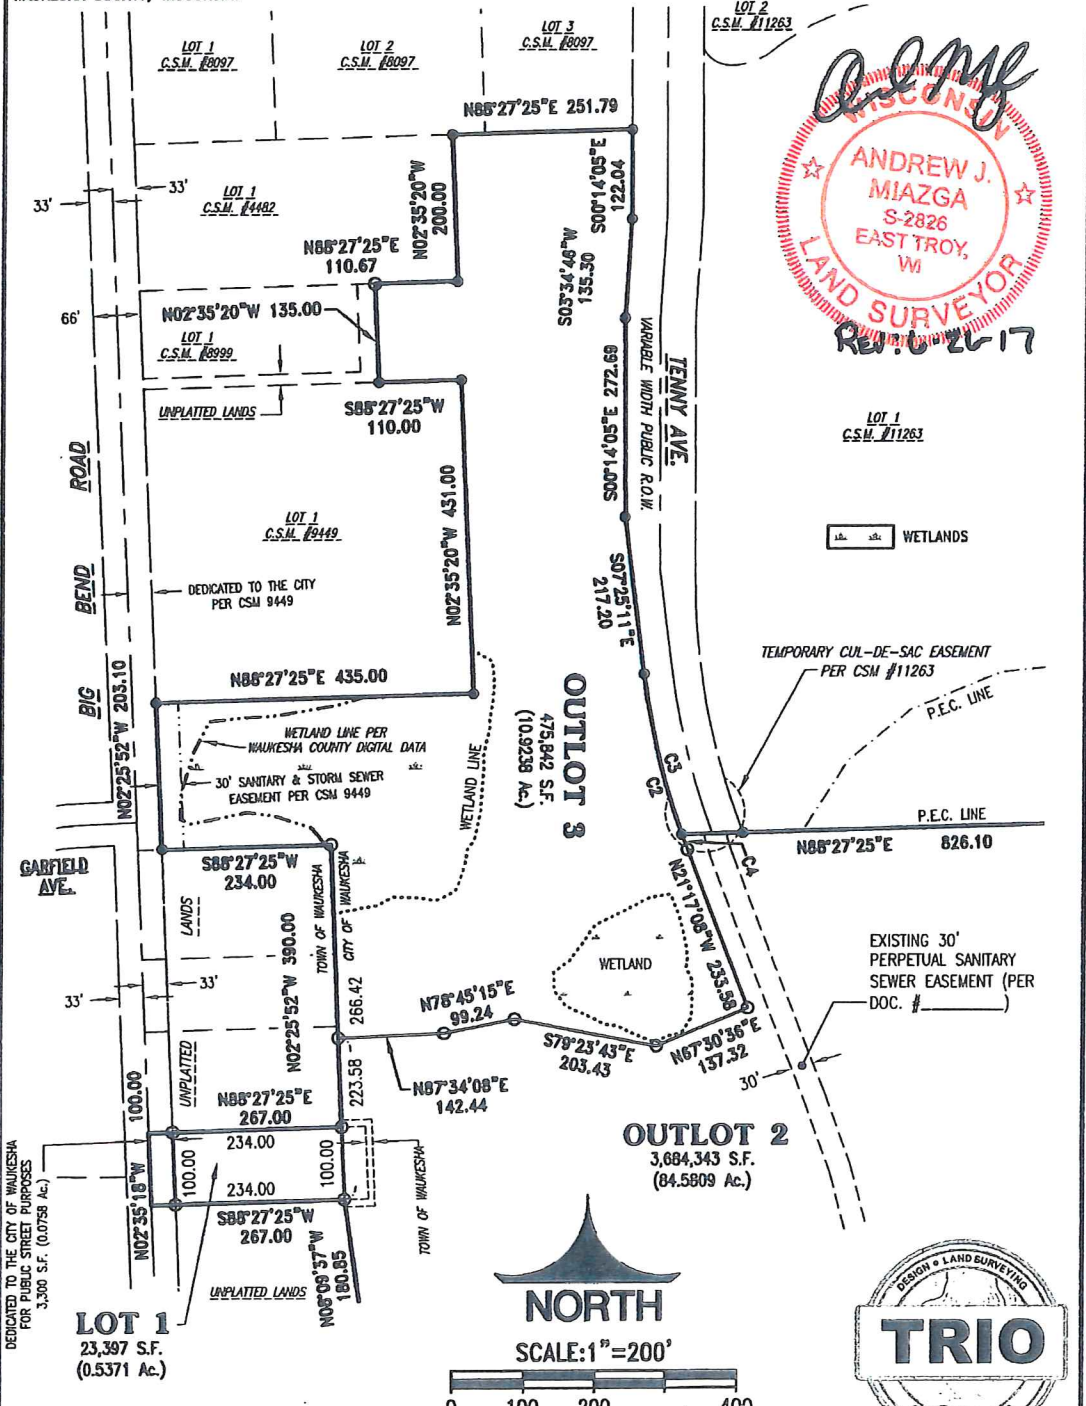 LOT 1
C.S.M. #8097
LOT 2
C.S.M. #8097
LOT 3
C.S.M. #8097
LOT 2
C.S.M. #11263
WISCONSIN
ANDREW J.
MIAZGA
S-2826
EAST TROY,
WI
LAND SURVEYOR
N88°27'25"E 251.79
33'
33'
LOT 1
C.S.M. #4482
N02°35'20"W
200.00
S00°14'05"E
122.04
N88°27'25"E
110.67
S03°34'46"W
135.30
66'
N02°35'20"W 135.00
LOT 1
C.S.M. #8999
UNPLATTED LANDS
S88°27'25"W
110.00
S00°14'05"E 272.69
VARIABLE WIDTH PUBLIC R.O.W.
TENNY AVE.
LOT 1
C.S.M. #11263
BIG BEND ROAD
LOT 1
C.S.M. #9449
N02°35'20"W 431.00
WETLANDS
DEDICATED TO THE CITY
PER CSM 9449
S07°25'11"E
217.20
TEMPORARY CUL-DE-SAC EASEMENT
PER CSM #11263
P.E.C. LINE
N88°27'25"E 435.00
N02°25'52"W 203.10
WETLAND LINE PER
WAUKESHA COUNTY DIGITAL DATA
30' SANITARY & STORM SEWER
EASEMENT PER CSM 9449
WETLAND LINE
OUTLOT 3
475,842 S.F.
(10.9238 Ac.)
C3
C2
P.E.C. LINE
N88°27'25"E 826.10
C4
GARFIELD
AVE.
S88°27'25"W
234.00
LANDS
TOWN OF WAUKESHA
CITY OF WAUKESHA
N21°17'08"W 233.58
WETLAND
EXISTING 30'
PERPETUAL SANITARY
SEWER EASEMENT (PER
DOC. #________)
33'
33'
N02°25'52"W 390.00
266.42
N78°45'15"E
99.24
S79°23'43"E
203.43
N67°30'36"E
137.32
30'
UNPLATTED
223.58
N87°34'08"E
142.44
100.00
N88°27'25"E
267.00
234.00
100.00
100.00
234.00
S88°27'25"W
267.00
N02°35'18"W
TOWN OF WAUKESHA
OUTLOT 2
3,684,343 S.F.
(84.5809 Ac.)
DEDICATED TO THE CITY OF WAUKESHA
FOR PUBLIC STREET PURPOSES
3,300 S.F. (0.0758 Ac.)
UNPLATTED LANDS
N08°09'37"W
180.85
LOT 1
23,397 S.F.
(0.5371 Ac.)
NORTH
SCALE:1"=200'
0 100 200 400
DESIGN • LAND SURVEYING
TRIO